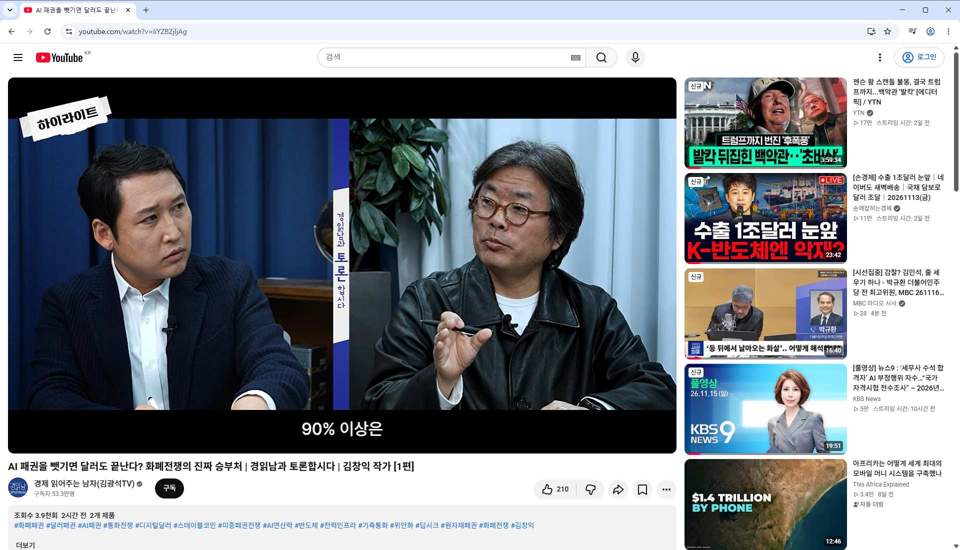 AI 패권을 뺏기면 달러도 끝난다
youtube.com/watch?v=liYZBZjljAg
YouTube KR
검색
로그인
하이라이트
경읽남과 토론합시다
90% 이상은
AI 패권을 뺏기면 달러도 끝난다? 화폐전쟁의 진짜 승부처 | 경읽남과 토론합시다 | 김창익 작가 [1편]
경제 읽어주는 남자(김광석TV)
구독자 53.3만명
구독
210
조회수 3.9천회 2시간 전 2개 제품
#화폐패권 #달러패권 #AI패권 #통화전쟁 #디지털달러 #스테이블코인 #미중패권전쟁 #AI연산력 #반도체 #전력인프라 #기축통화 #위안화 #딥시크 #원자재패권 #화폐전쟁 #김창익
더보기
신규
트럼프까지 번진 '후폭풍'
발칵 뒤집힌 백악관··'초비상'
3:59:34
젠슨 황 스캔들 불똥, 결국 트럼
프까지...백악관 '발칵' [에디터
픽] / YTN
YTN
17만 스트리밍 시간: 2일 전
신규
LIVE
수출 1조달러 눈앞
K-반도체엔 악재?
23:42
[손경제] 수출 1조달러 눈앞 | 네
이버도 새벽배송 | 국채 담보로
달러 조달 | 20261113(금)
손에잡히는경제
11만 스트리밍 시간: 2일 전
신규
박규환
'등 뒤에서 날아오는 화살'.. 어떻게 해석
16:40
[시선집중] 감찰? 김민석, 줄 세
우기 하나 - 박규환 더불어민주
당 전 최고위원, MBC 261116...
MBC 라디오 시사
28 4분 전
신규
풀영상
26.11.15 (일)
KBS
NEWS 9
19:51
[풀영상] 뉴스9 : '세무사 수석 합
격자' AI 부정행위 자수…"국가
자격시험 전수조사" – 2026년...
KBS News
스트리밍 시간: 10시간 전
$1.4 TRILLION
BY PHONE
12:46
아프리카는 어떻게 세계 최대의
모바일 머니 시스템을 구축했나
This Africa Explained
3.4만 8일 전
자동 더빙